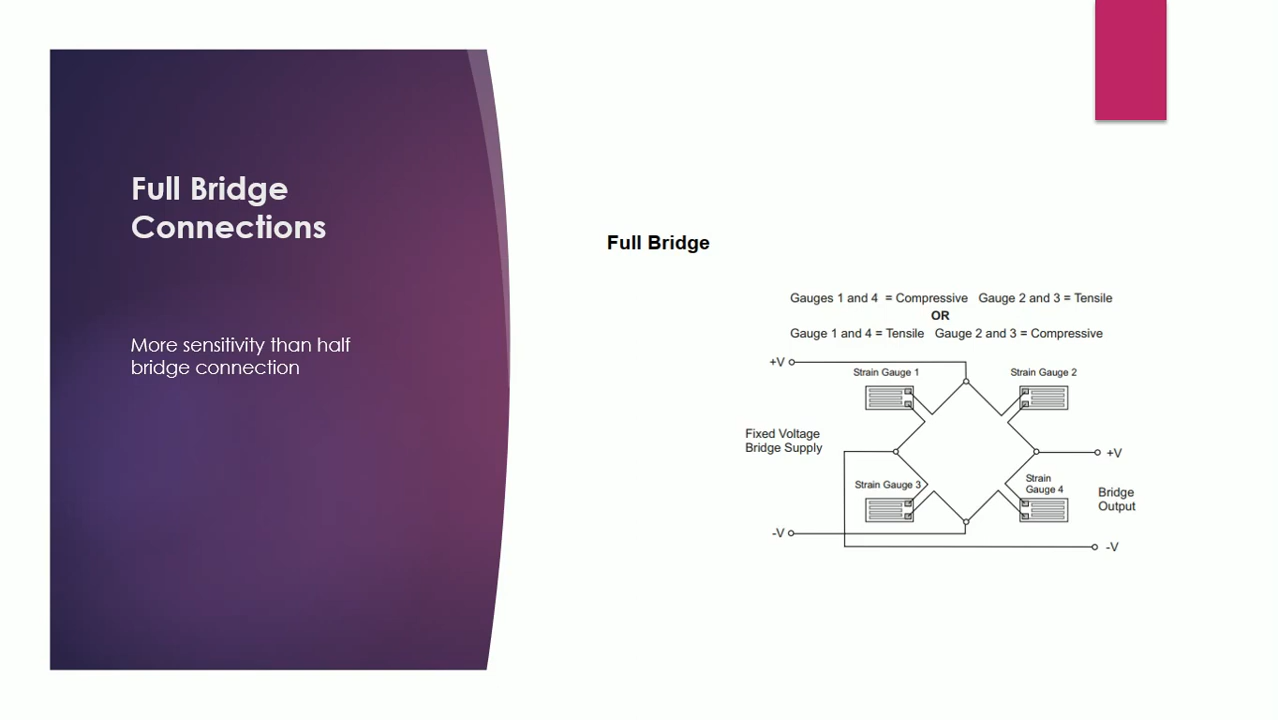 Full Bridge
Connections
More sensitivity than half
bridge connection
Full Bridge
Gauges 1 and 4 = Compressive Gauge 2 and 3 = Tensile
OR
Gauge 1 and 4 = Tensile Gauge 2 and 3 = Compressive
+V
Strain Gauge 1
Strain Gauge 2
Fixed Voltage
Bridge Supply
+V
Strain Gauge 3
Strain
Gauge 4
Bridge
Output
-V
-V